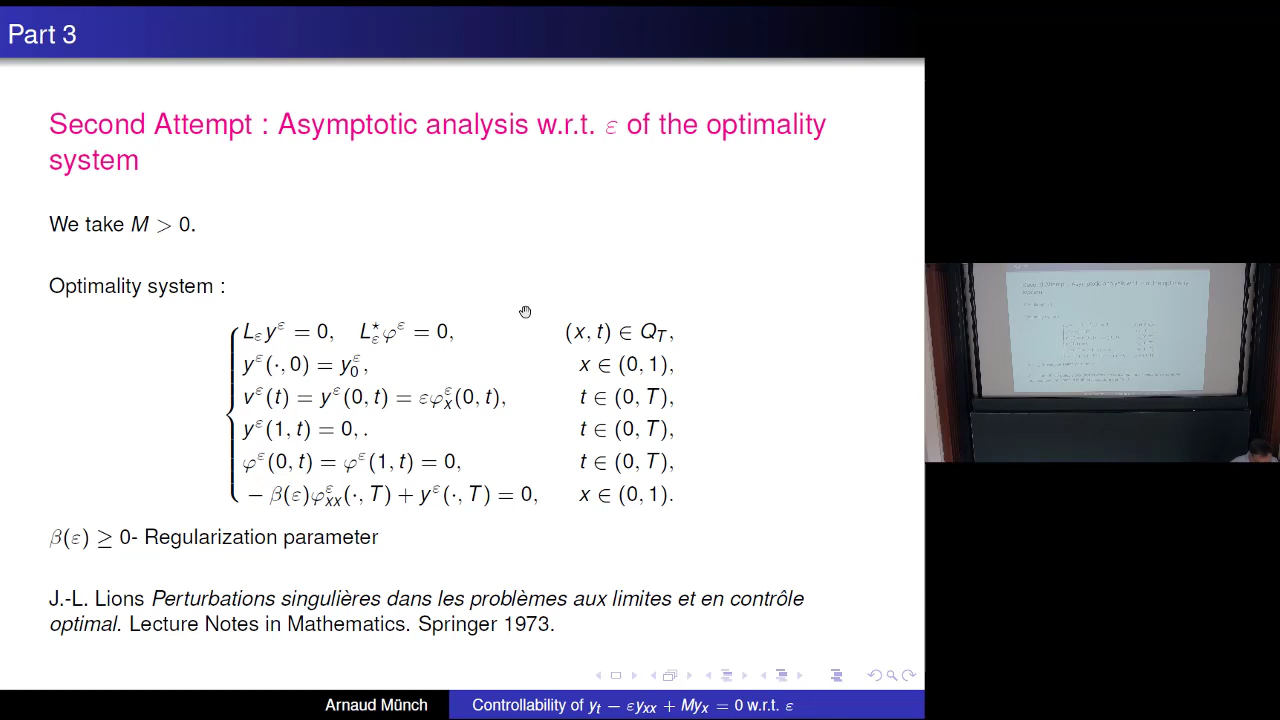 Part 3
Second Attempt : Asymptotic analysis w.r.t. ε of the optimality
system
We take M > 0.
Optimality system :
L_ε y^ε = 0, L_ε^⋆ φ^ε = 0, (x, t) ∈ Q_T,
y^ε(·, 0) = y_0^ε, x ∈ (0, 1),
v^ε(t) = y^ε(0, t) = εφ_x^ε(0, t), t ∈ (0, T),
y^ε(1, t) = 0, . t ∈ (0, T),
φ^ε(0, t) = φ^ε(1, t) = 0, t ∈ (0, T),
− β(ε)φ_xx^ε(·, T) + y^ε(·, T) = 0, x ∈ (0, 1).
β(ε) ≥ 0- Regularization parameter
J.-L. Lions Perturbations singulières dans les problèmes aux limites et en contrôle
optimal. Lecture Notes in Mathematics. Springer 1973.
Arnaud Münch Controllability of y_t − εy_xx + My_x = 0 w.r.t. ε